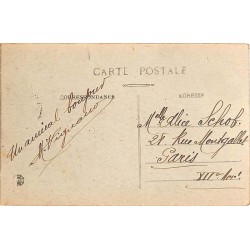 CARTE POSTALE
CORRESPONDANCE
ADRESSE
Un amical bonjour
Melle Alice Schob
28 Rue Montgallet
Paris
XIIe Arr.